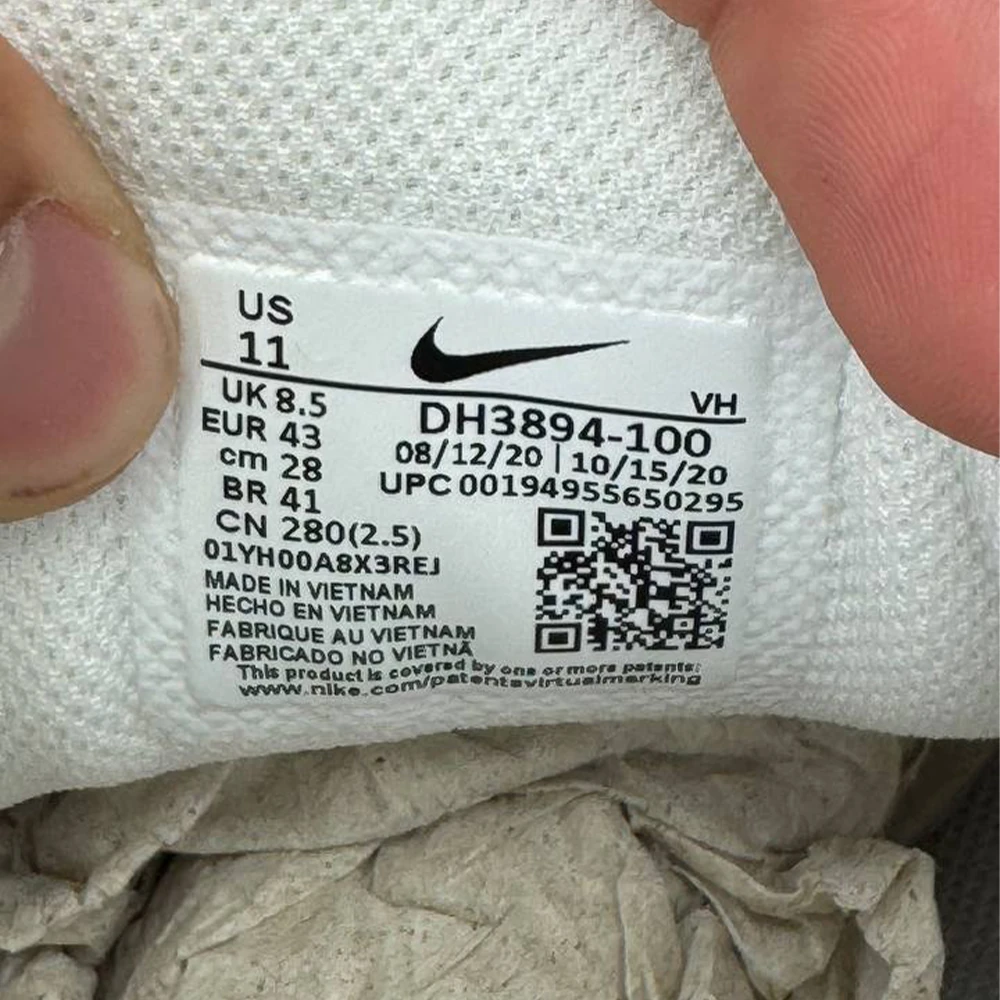 US
11
VH
UK 8.5
EUR 43
cm 28
BR 41
CN 280(2.5)
01YH00A8X3REJ
DH3894-100
08/12/20 | 10/15/20
UPC 00194955650295
MADE IN VIETNAM
HECHO EN VIETNAM
FABRIQUE AU VIETNAM
FABRICADO NO VIETNÃ
This product is covered by one or more patents:
www.nike.com/patentsvirtualmarking